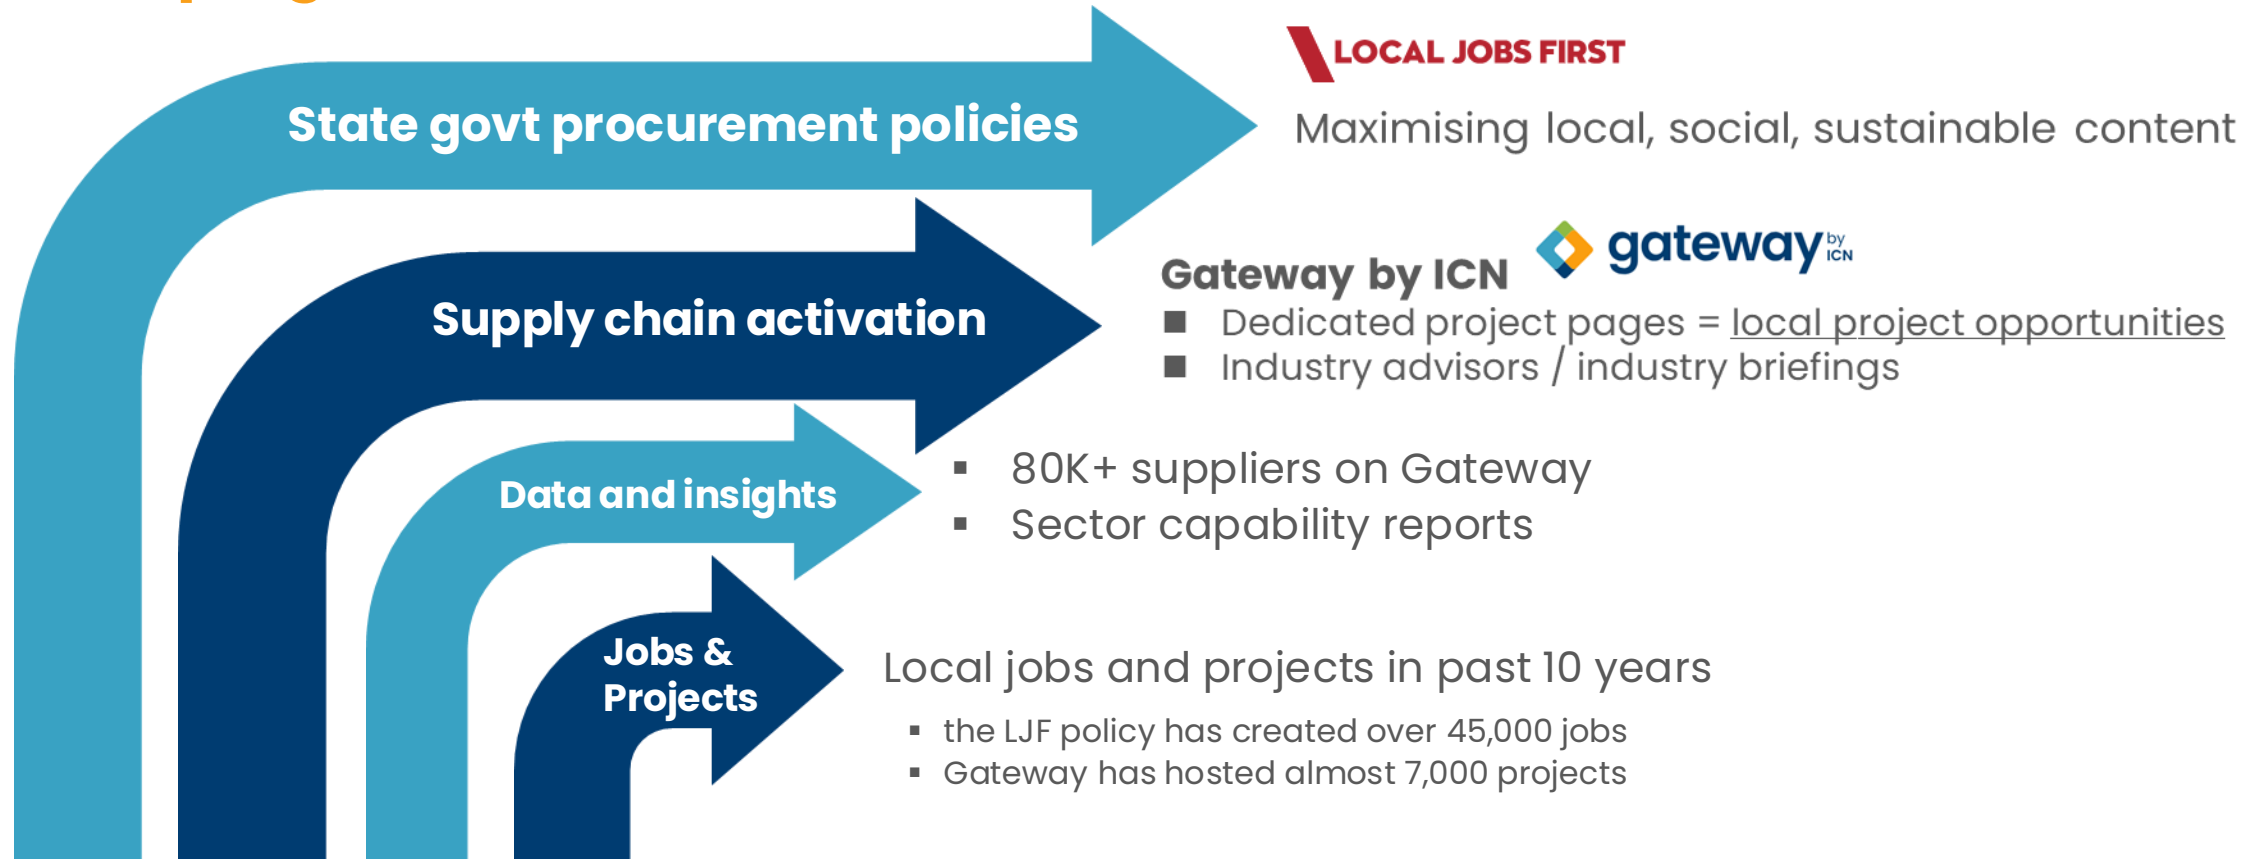 LOCAL JOBS FIRST
State govt procurement policies
Maximising local, social, sustainable content
gateway by ICN
Gateway by ICN
Supply chain activation
■ Dedicated project pages = local project opportunities
■ Industry advisors / industry briefings
Data and insights
▪ 80K+ suppliers on Gateway
▪ Sector capability reports
Jobs &
Projects
Local jobs and projects in past 10 years
▪ the LJF policy has created over 45,000 jobs
▪ Gateway has hosted almost 7,000 projects